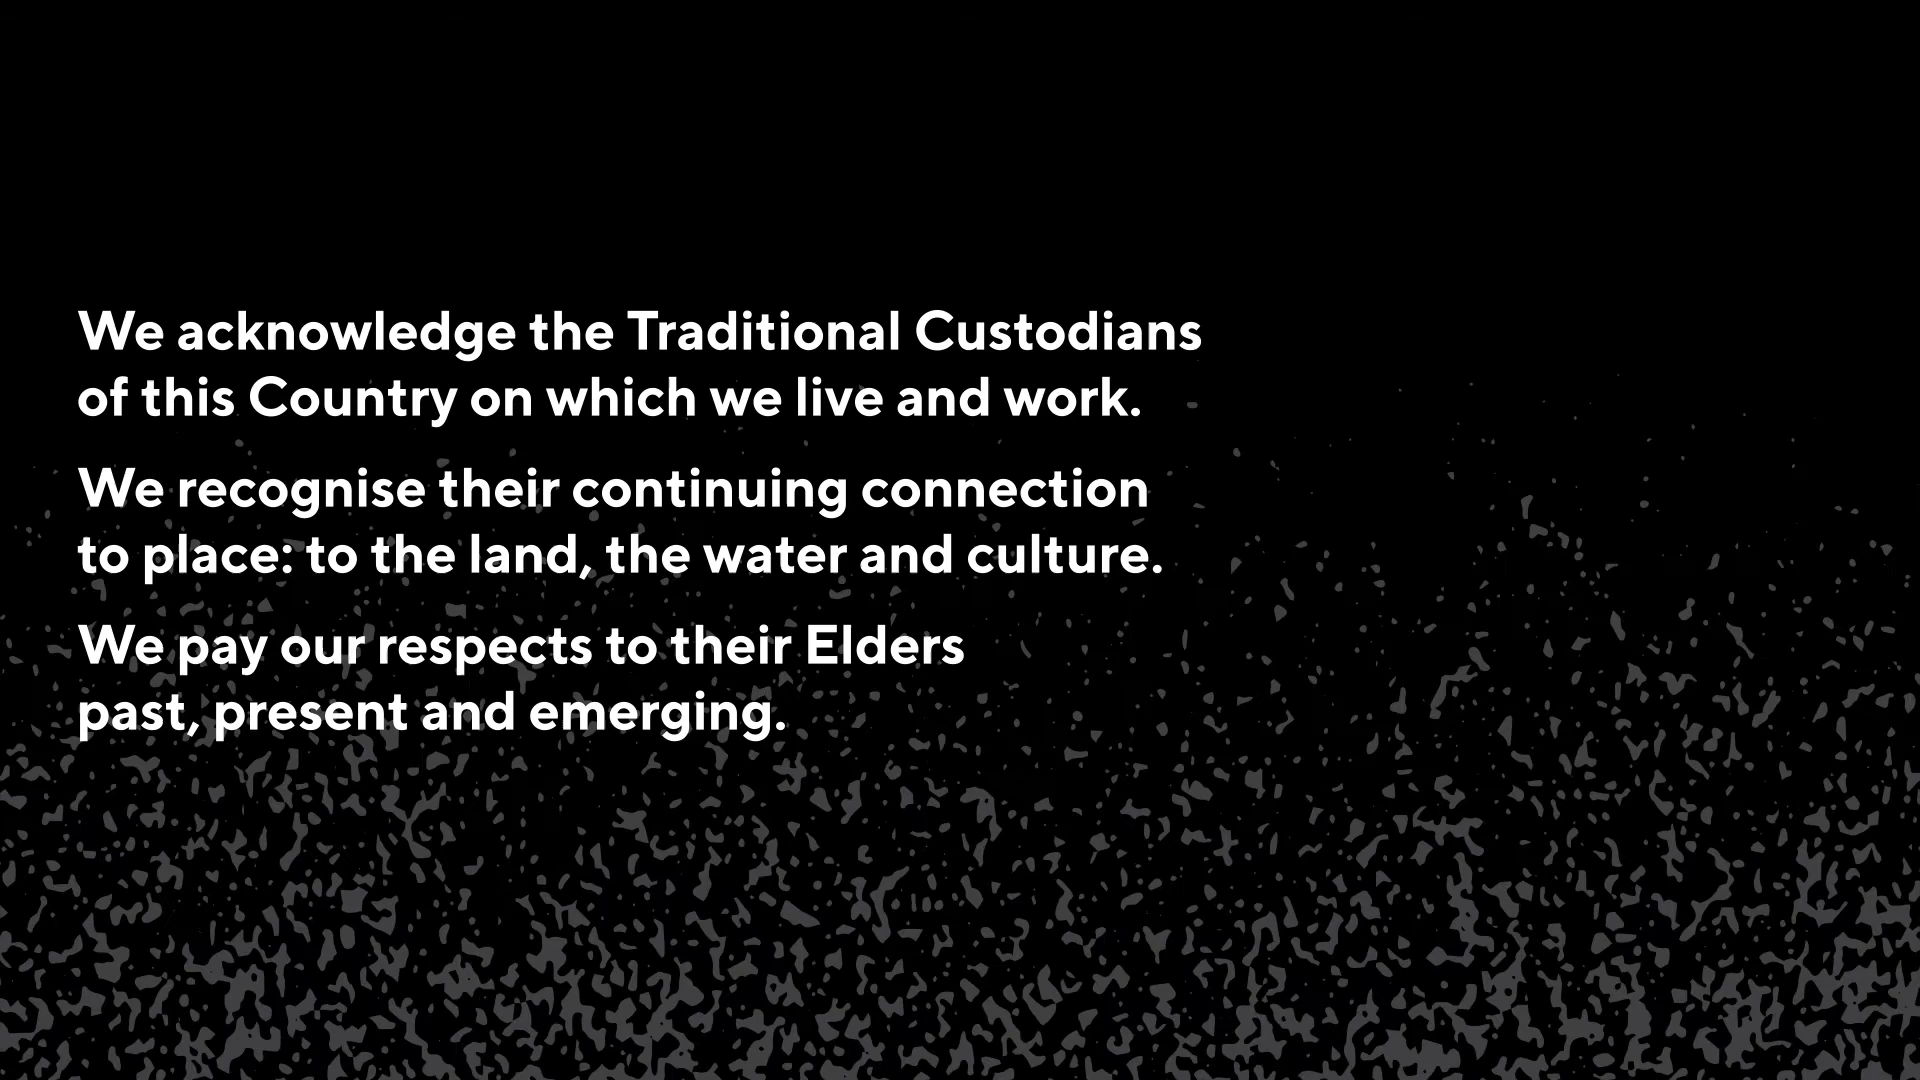 We acknowledge the Traditional Custodians
of this Country on which we live and work.
We recognise their continuing connection
to place: to the land, the water and culture.
We pay our respects to their Elders
past, present and emerging.